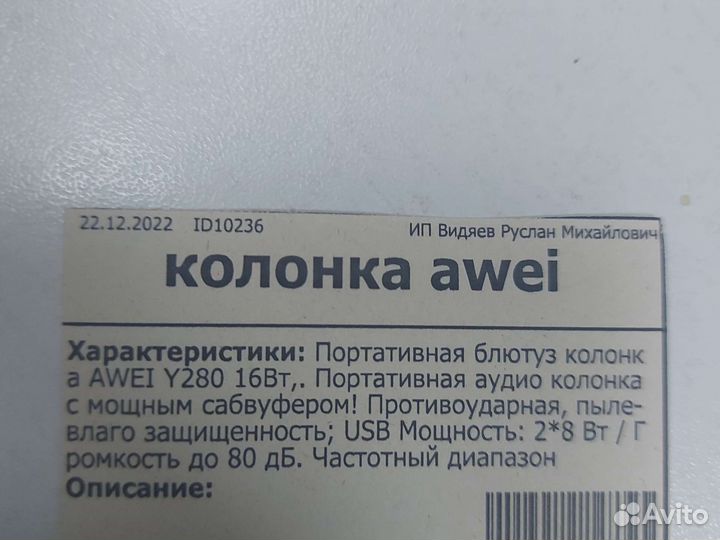 22.12.2022 ID10236 ИП Видяев Руслан Михайлович
колонка awei
Характеристики: Портативная блютуз колонк
а AWEI Y280 16Вт,. Портативная аудио колонка
с мощным сабвуфером! Противоударная, пыле-
влаго защищенность; USB Мощность: 2*8 Вт / Г
ромкость до 80 дБ. Частотный диапазон
Описание:
Avito